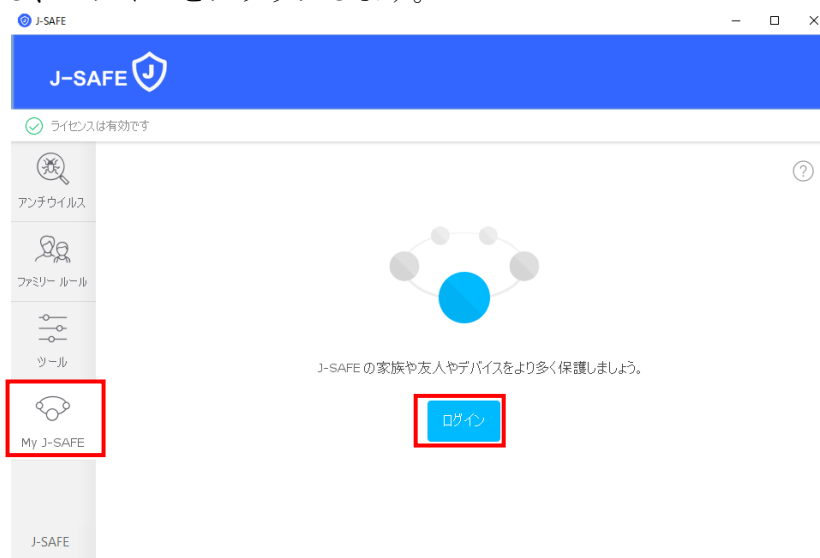 J-SAFE
J-SAFE
ライセンスは有効です
アンチウイルス
ファミリー ルール
ツール
J-SAFE の家族や友人やデバイスをより多く保護しましょう。
ログイン
My J-SAFE
J-SAFE